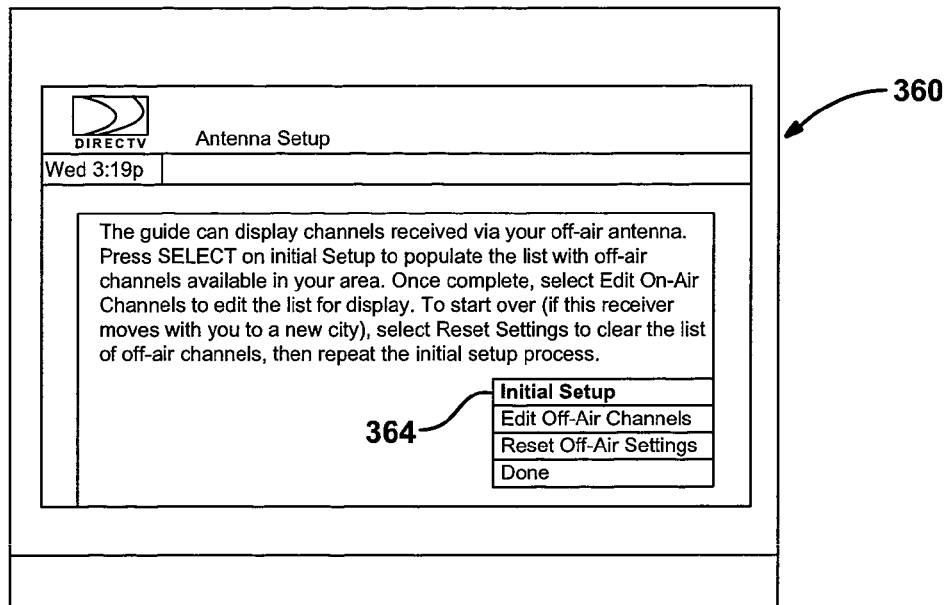 360
DIRECTV
Antenna Setup
Wed 3:19p
The guide can display channels received via your off-air antenna.
Press SELECT on initial Setup to populate the list with off-air
channels available in your area. Once complete, select Edit On-Air
Channels to edit the list for display. To start over (if this receiver
moves with you to a new city), select Reset Settings to clear the list
of off-air channels, then repeat the initial setup process.
Initial Setup
364
Edit Off-Air Channels
Reset Off-Air Settings
Done